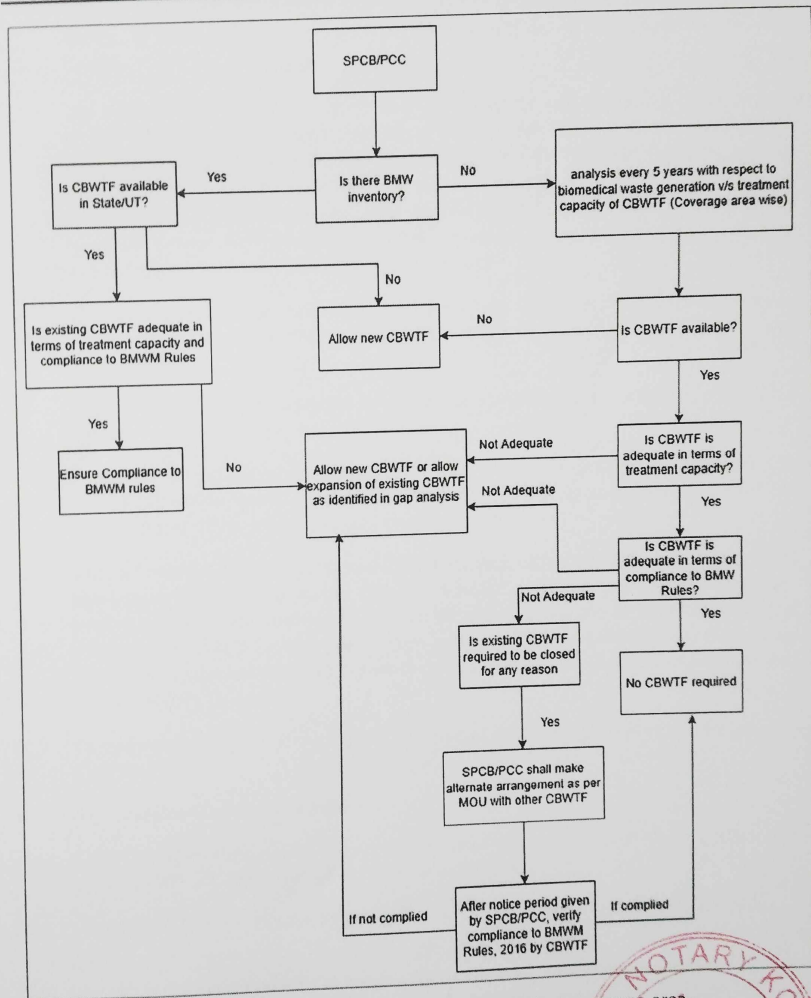 SPCB/PCC
Is there BMW
inventory?
Yes
No
Is CBWTF available
in State/UT?
analysis every 5 years with respect to
biomedical waste generation v/s treatment
capacity of CBWTF (Coverage area wise)
Yes
No
Is existing CBWTF adequate in
terms of treatment capacity and
compliance to BMWM Rules
Allow new CBWTF
No
Is CBWTF available?
Yes
Yes
Ensure Compliance to
BMWM rules
No
Allow new CBWTF or allow
expansion of existing CBWTF
as identified in gap analysis
Not Adequate
Is CBWTF is
adequate in terms of
treatment capacity?
Not Adequate
Yes
Is CBWTF is
adequate in terms of
compliance to BMW
Rules?
Not Adequate
Yes
Is existing CBWTF
required to be closed
for any reason
No CBWTF required
Yes
SPCB/PCC shall make
alternate arrangement as per
MOU with other CBWTF
After notice period given
by SPCB/PCC, verify
compliance to BMWM
Rules, 2016 by CBWTF
If not complied
If complied
NOTARY